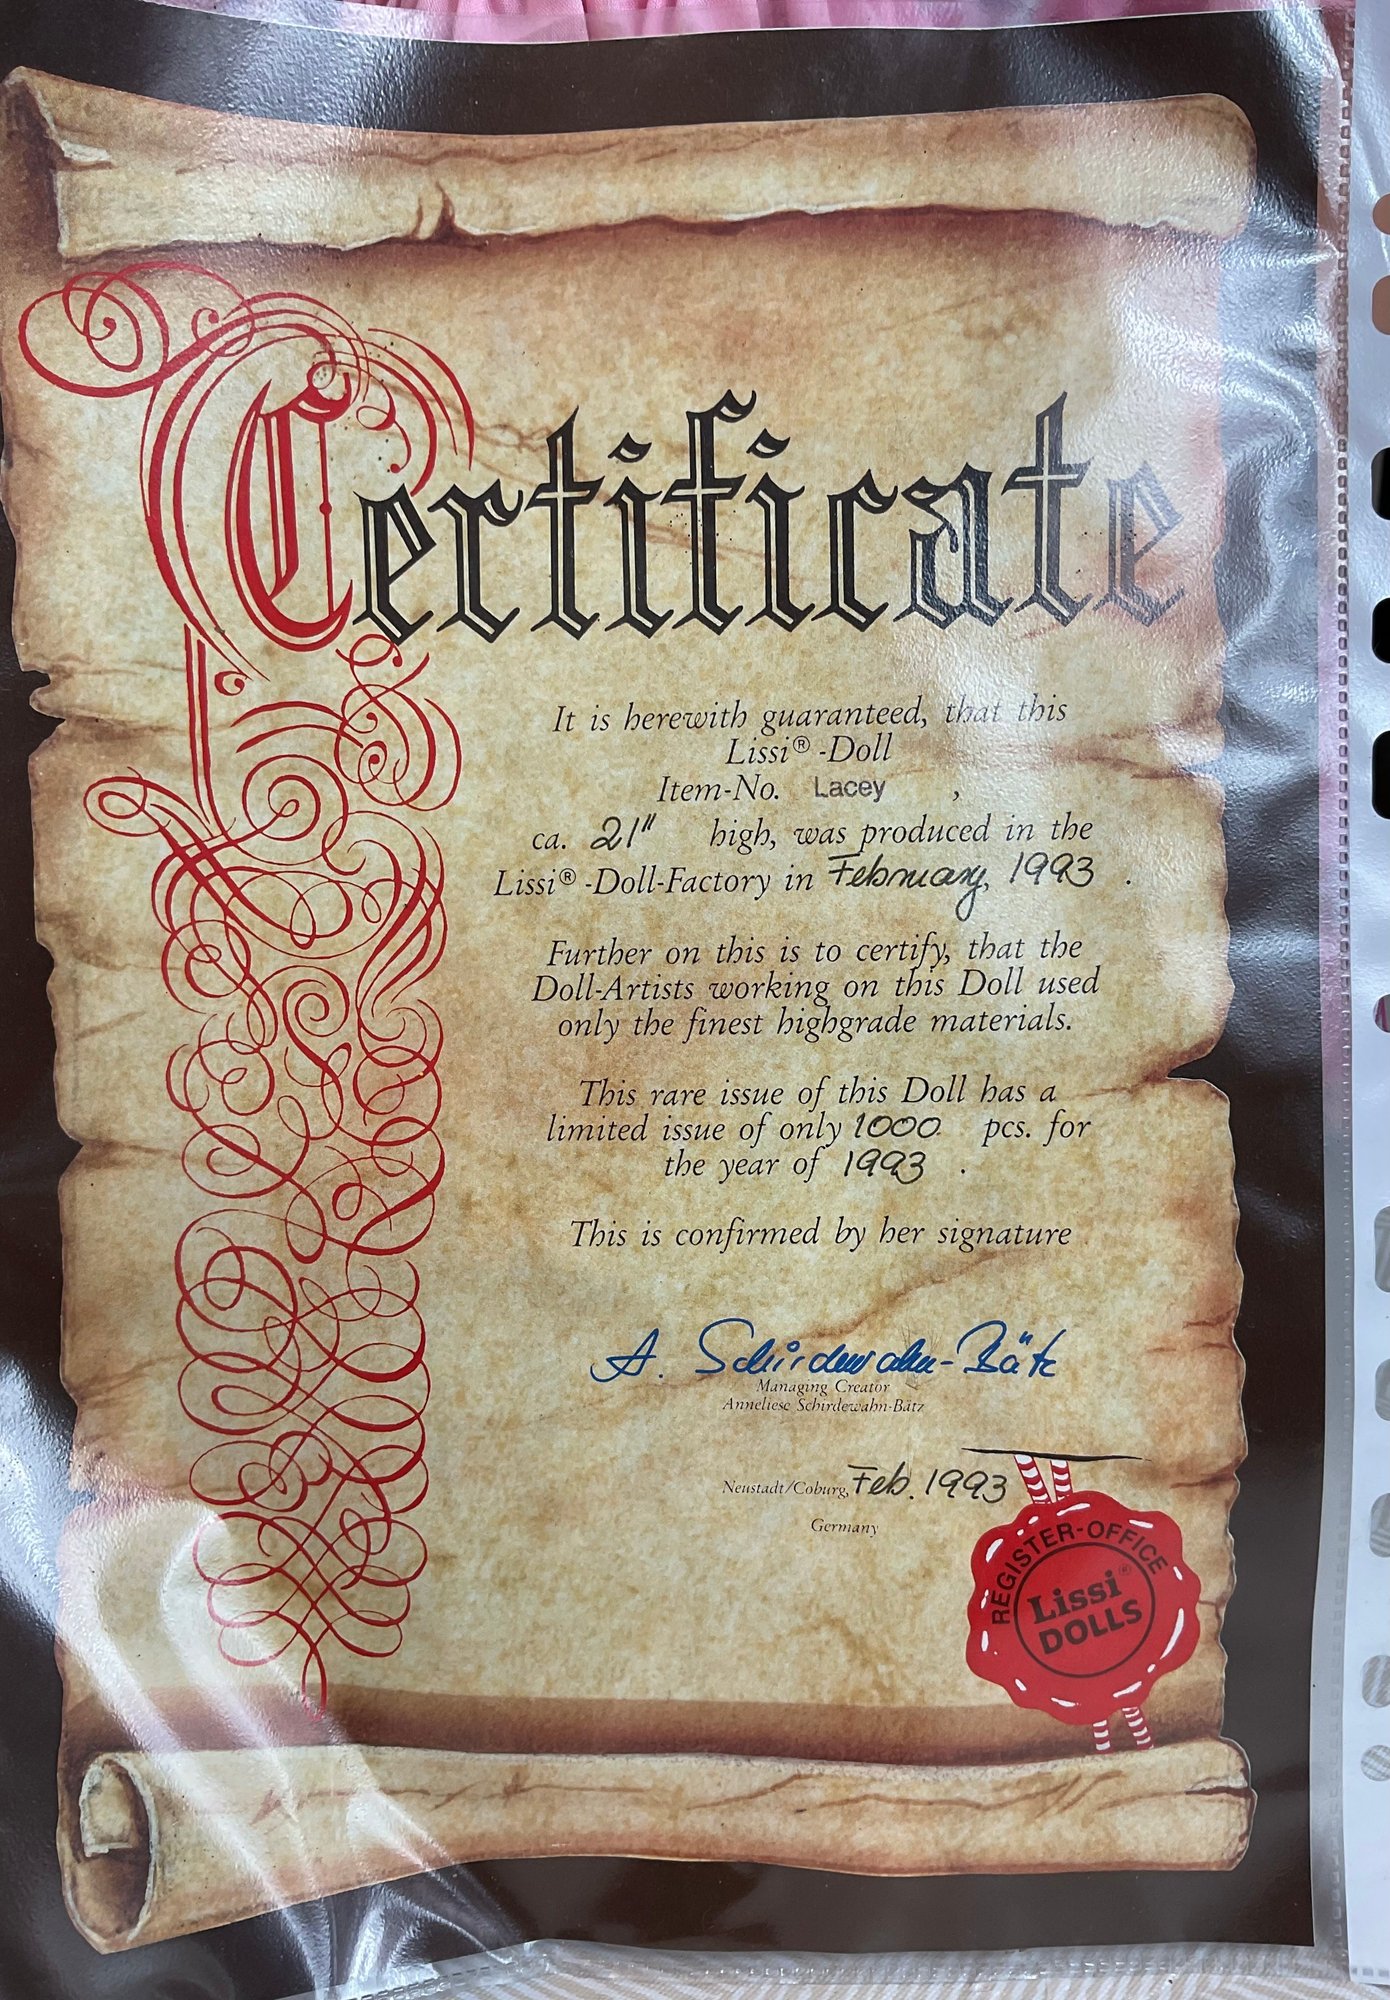 Certificate
It is herewith guaranteed, that this
Lissi® -Doll
Item-No. Lacey ,
ca. 21" high, was produced in the
Lissi® -Doll-Factory in February, 1993 .
Further on this is to certify, that the
Doll-Artists working on this Doll used
only the finest highgrade materials.
This rare issue of this Doll has a
limited issue of only 1000 pcs. for
the year of 1993 .
This is confirmed by her signature
A. Schirdewahn-Bätz
Managing Creator
Anneliese Schirdewahn-Bätz
Neustadt/Coburg, Feb. 1993
Germany
REGISTER-OFFICE
Lissi®
DOLLS